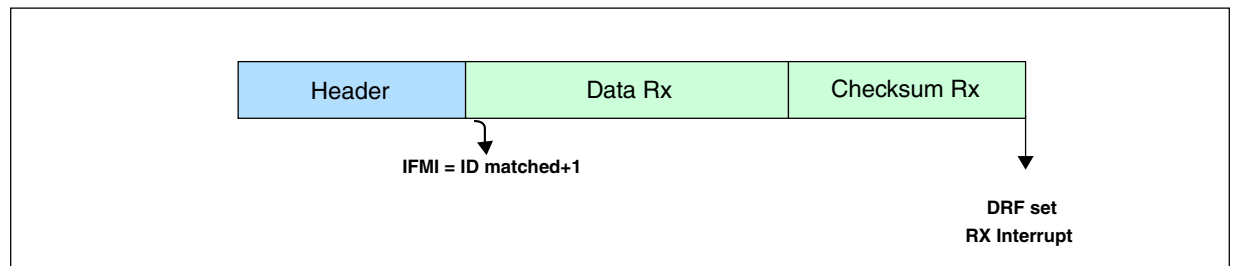 Header
Data Rx
Checksum Rx
IFMI = ID matched+1
DRF set
RX Interrupt